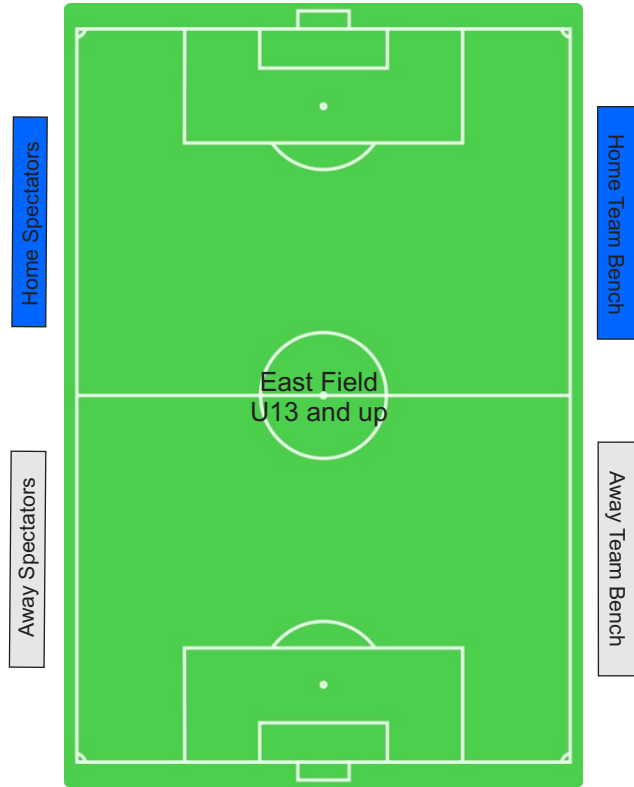 Home Spectators
Home Team Bench
East Field
U13 and up
Away Spectators
Away Team Bench